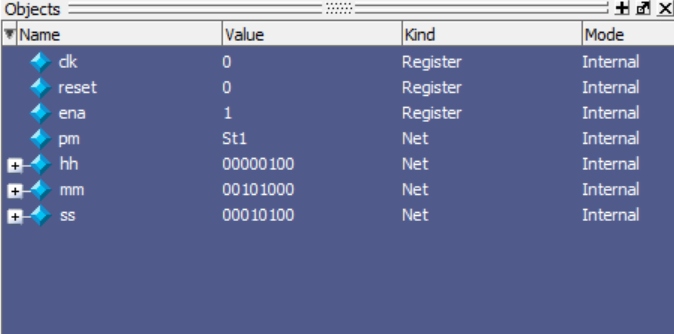 Objects
Name Value Kind Mode
clk 0 Register Internal
reset 0 Register Internal
ena 1 Register Internal
pm St1 Net Internal
hh 00000100 Net Internal
mm 00101000 Net Internal
ss 00010100 Net Internal